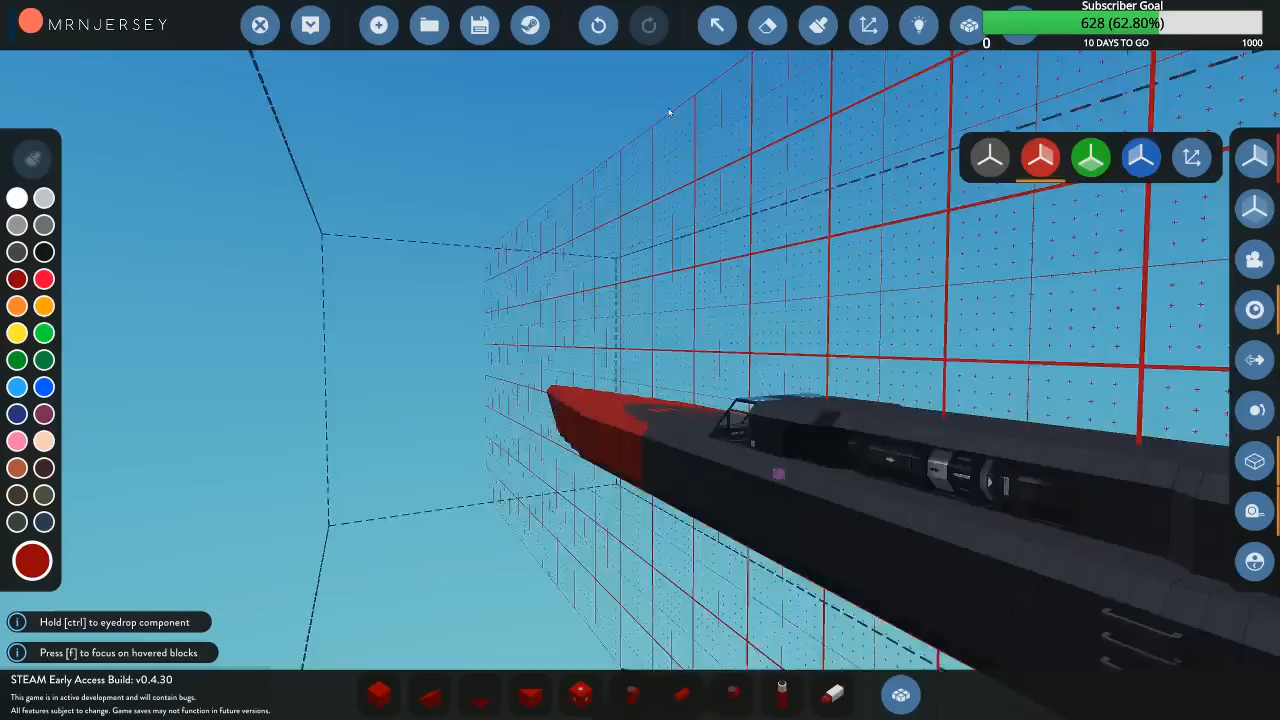 MRNJERSEY
Subscriber Goal
628 (62.80%)
0
10 DAYS TO GO
1000
Hold [ctrl] to eyedrop component
Press [f] to focus on hovered blocks
STEAM Early Access Build: v0.4.30
This game is in active development and will contain bugs.
All features subject to change. Game saves may not function in future versions.